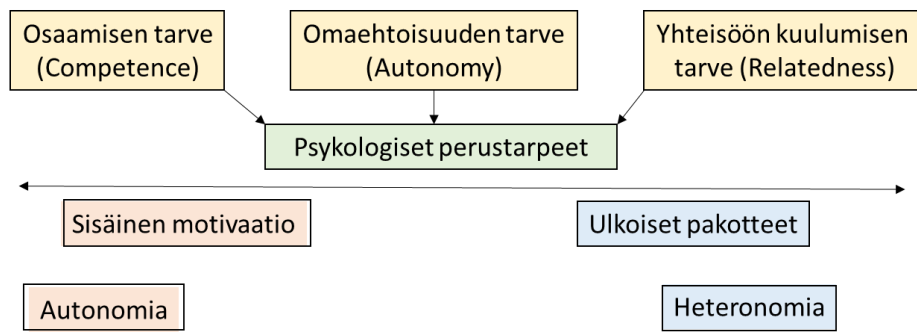 Osaamisen tarve
(Competence)
Omaehtoisuuden tarve
(Autonomy)
Yhteisöön kuulumisen
tarve (Relatedness)
Psykologiset perustarpeet
Sisäinen motivaatio
Ulkoiset pakotteet
Autonomia
Heteronomia